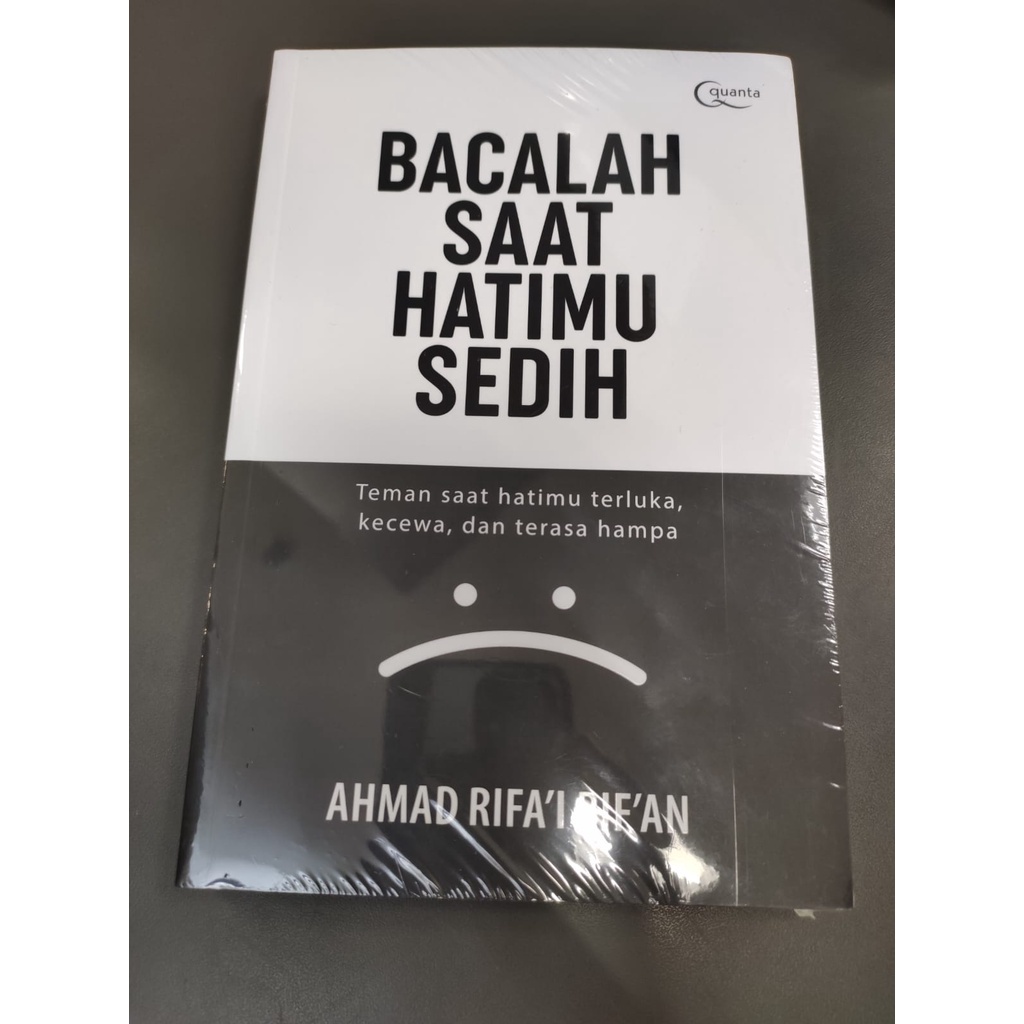 quanta
BACALAH
SAAT
HATIMU
SEDIH
Teman saat hatimu terluka,
kecewa, dan terasa hampa
AHMAD RIFA'I RIF'AN